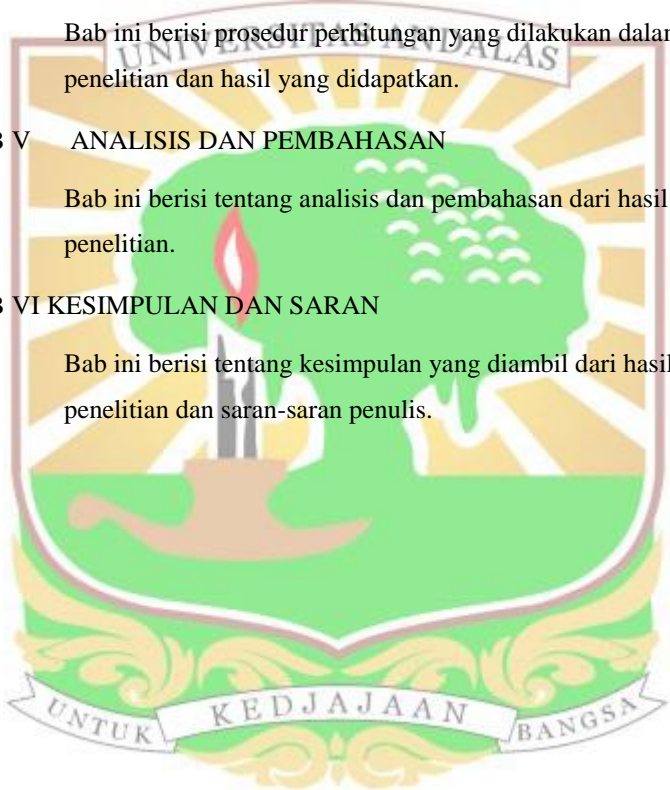 Bab ini berisi prosedur perhitungan yang dilakukan dalam
UNIVERSITAS ANDALAS
penelitian dan hasil yang didapatkan.
B V ANALISIS DAN PEMBAHASAN
Bab ini berisi tentang analisis dan pembahasan dari hasil
penelitian.
B VI KESIMPULAN DAN SARAN
Bab ini berisi tentang kesimpulan yang diambil dari hasil
penelitian dan saran-saran penulis.
UNTUK KEDJAJAAN BANGSA